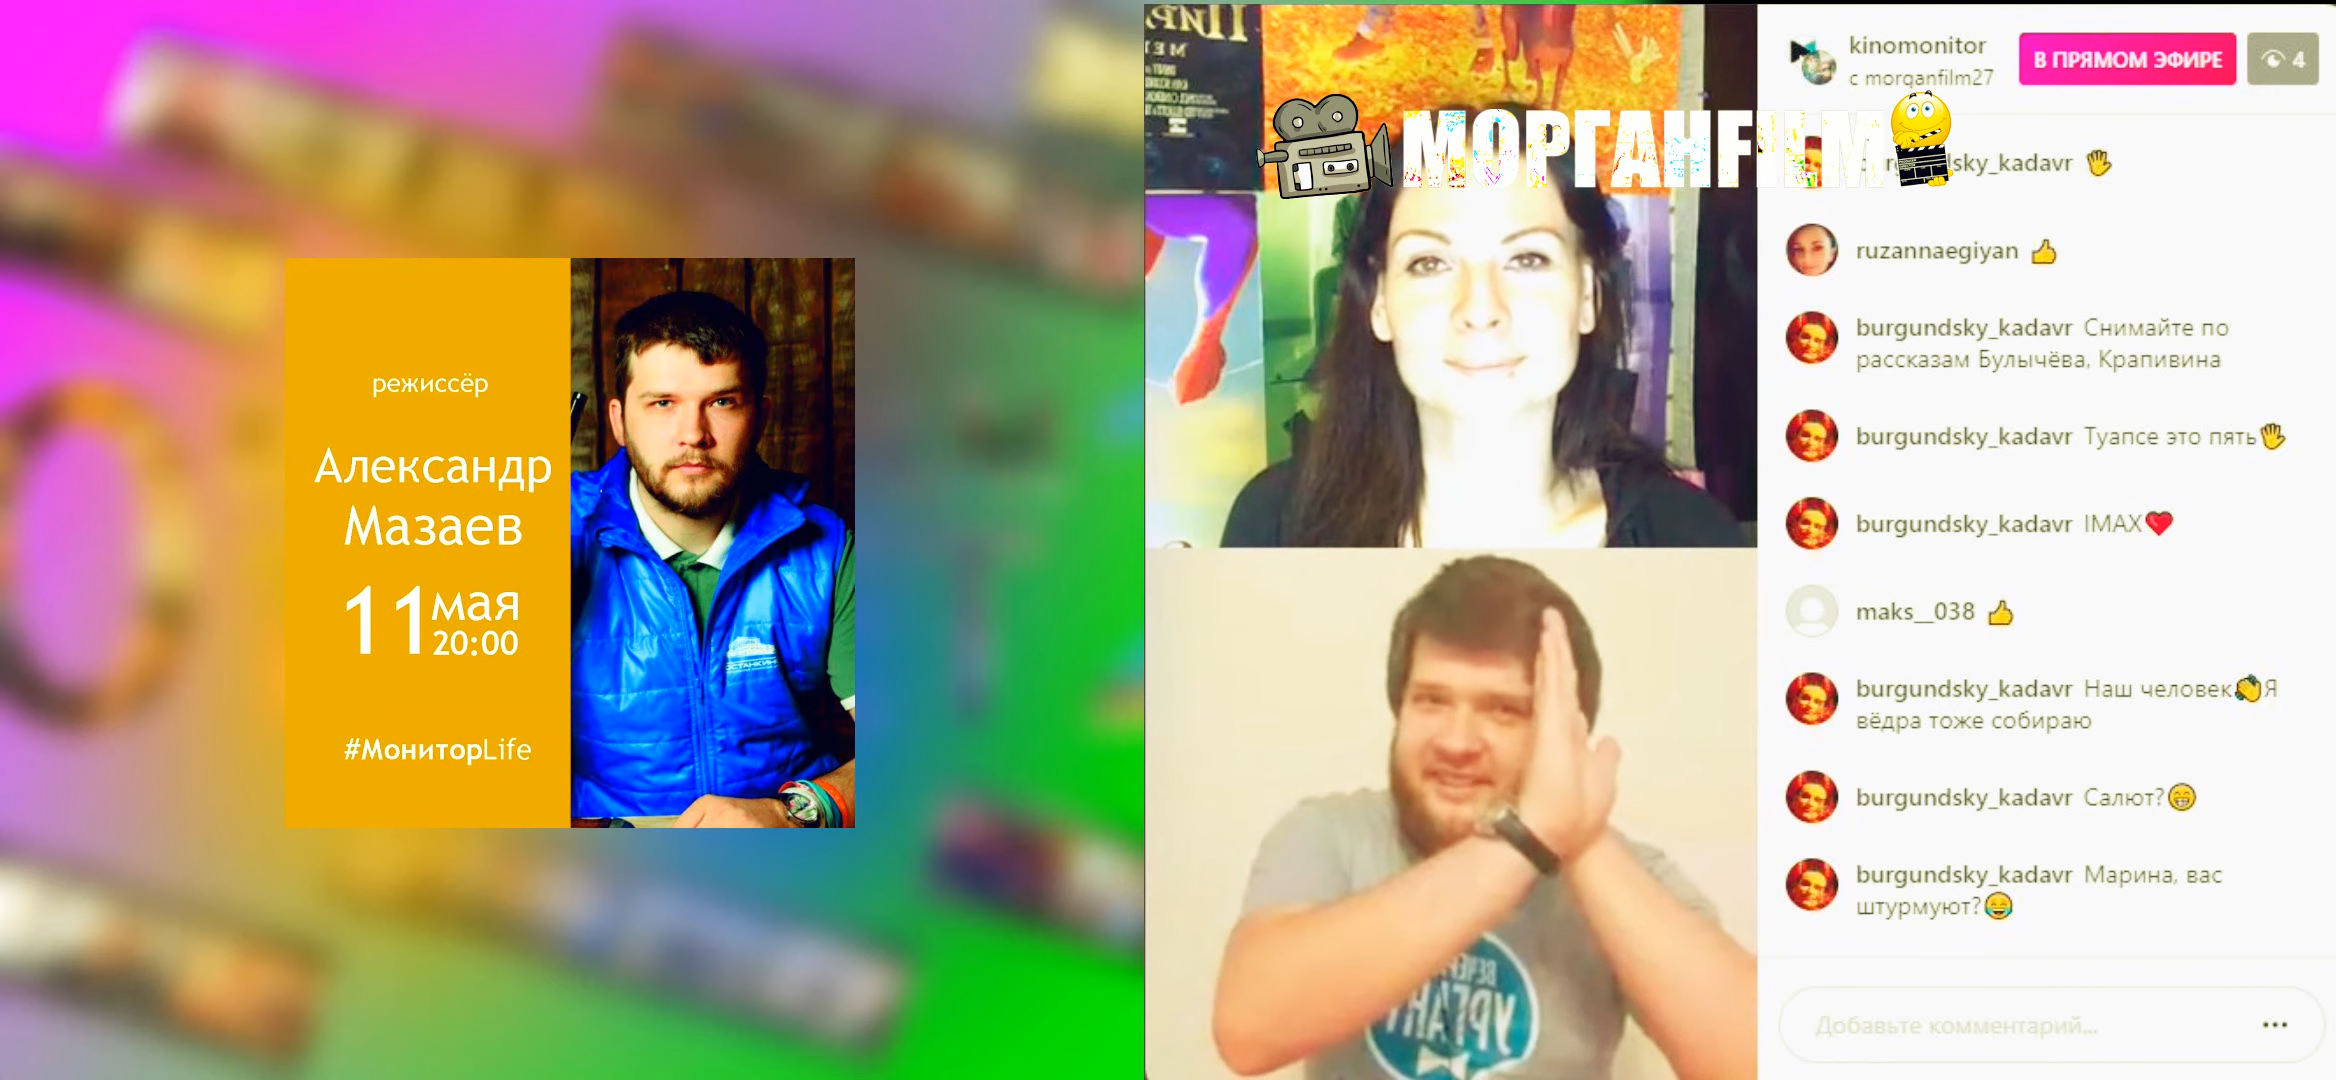 режиссёр
Александр
Мазаев
11 мая
20:00
#МониторLife
МОРГАНFILM
kinomonitor
с morganfilm27
В ПРЯМОМ ЭФИРЕ
4
ruzannaegiyan 👍
burgundsky_kadavr Снимайте по
рассказам Булычёва, Крапивина
burgundsky_kadavr Туапсе это пять🖐
burgundsky_kadavr IMAX❤
maks__038 👍
burgundsky_kadavr Наш человек👏Я
вёдра тоже собираю
burgundsky_kadavr Салют?😁
burgundsky_kadavr Марина, вас
штурмуют?😂
Добавьте комментарий...
УРГАНТ